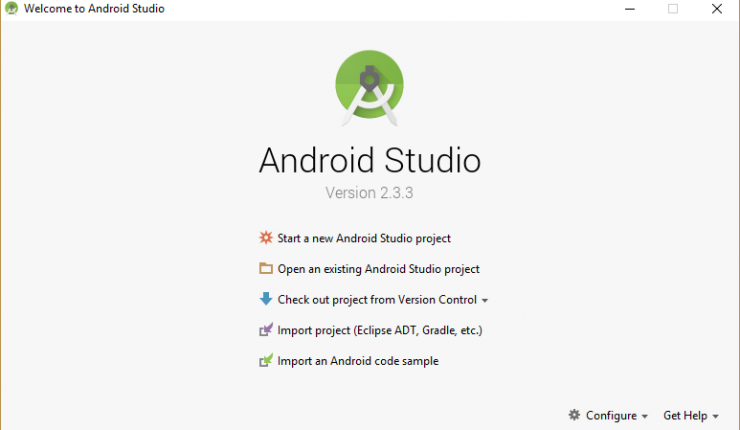 Welcome to Android Studio
Android Studio
Version 2.3.3
Start a new Android Studio project
Open an existing Android Studio project
Check out project from Version Control
Import project (Eclipse ADT, Gradle, etc.)
Import an Android code sample
Configure Get Help